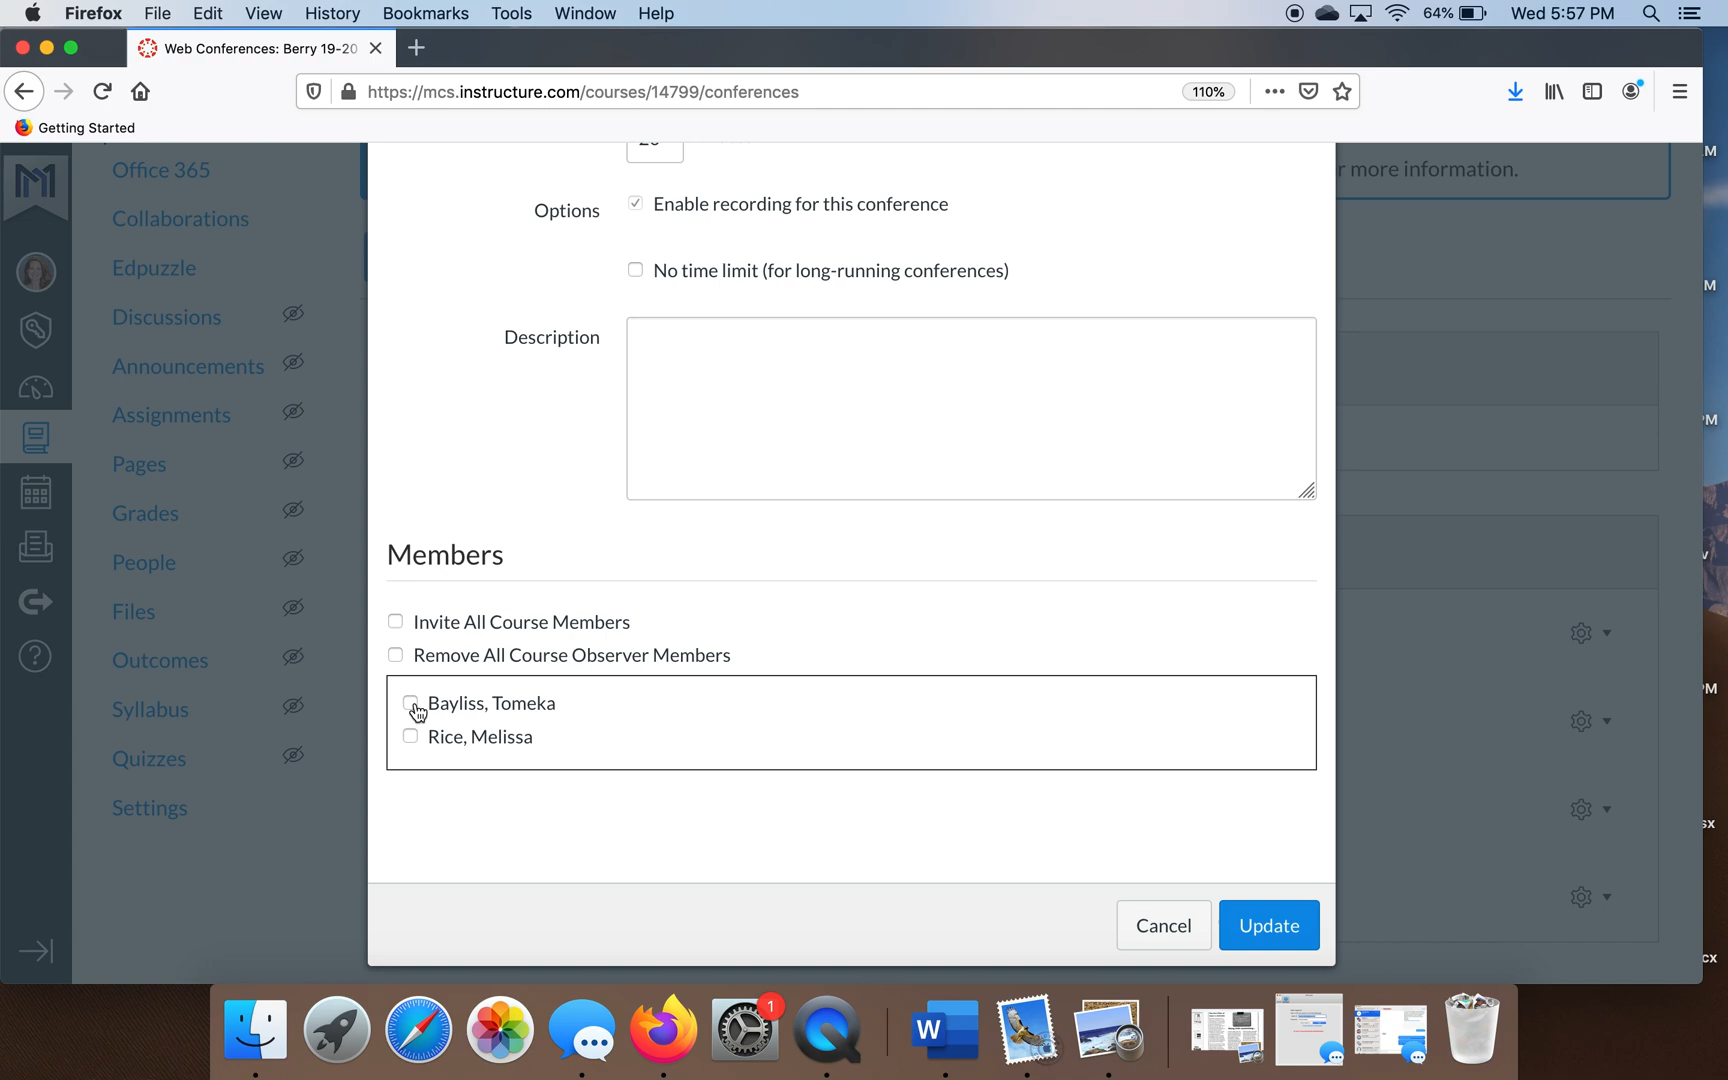 Firefox File Edit View History Bookmarks Tools Window Help 64% Wed 5:57 PM
Web Conferences: Berry 19-20
https://mcs.instructure.com/courses/14799/conferences 110%
Getting Started
Office 365
r more information.
Collaborations
Options Enable recording for this conference
Edpuzzle
No time limit (for long-running conferences)
Discussions
Description
Announcements
Assignments
Pages
Grades
Members
People
Files
Invite All Course Members
Outcomes
Remove All Course Observer Members
Syllabus
Bayliss, Tomeka
Rice, Melissa
Quizzes
Settings
Cancel Update
1
W